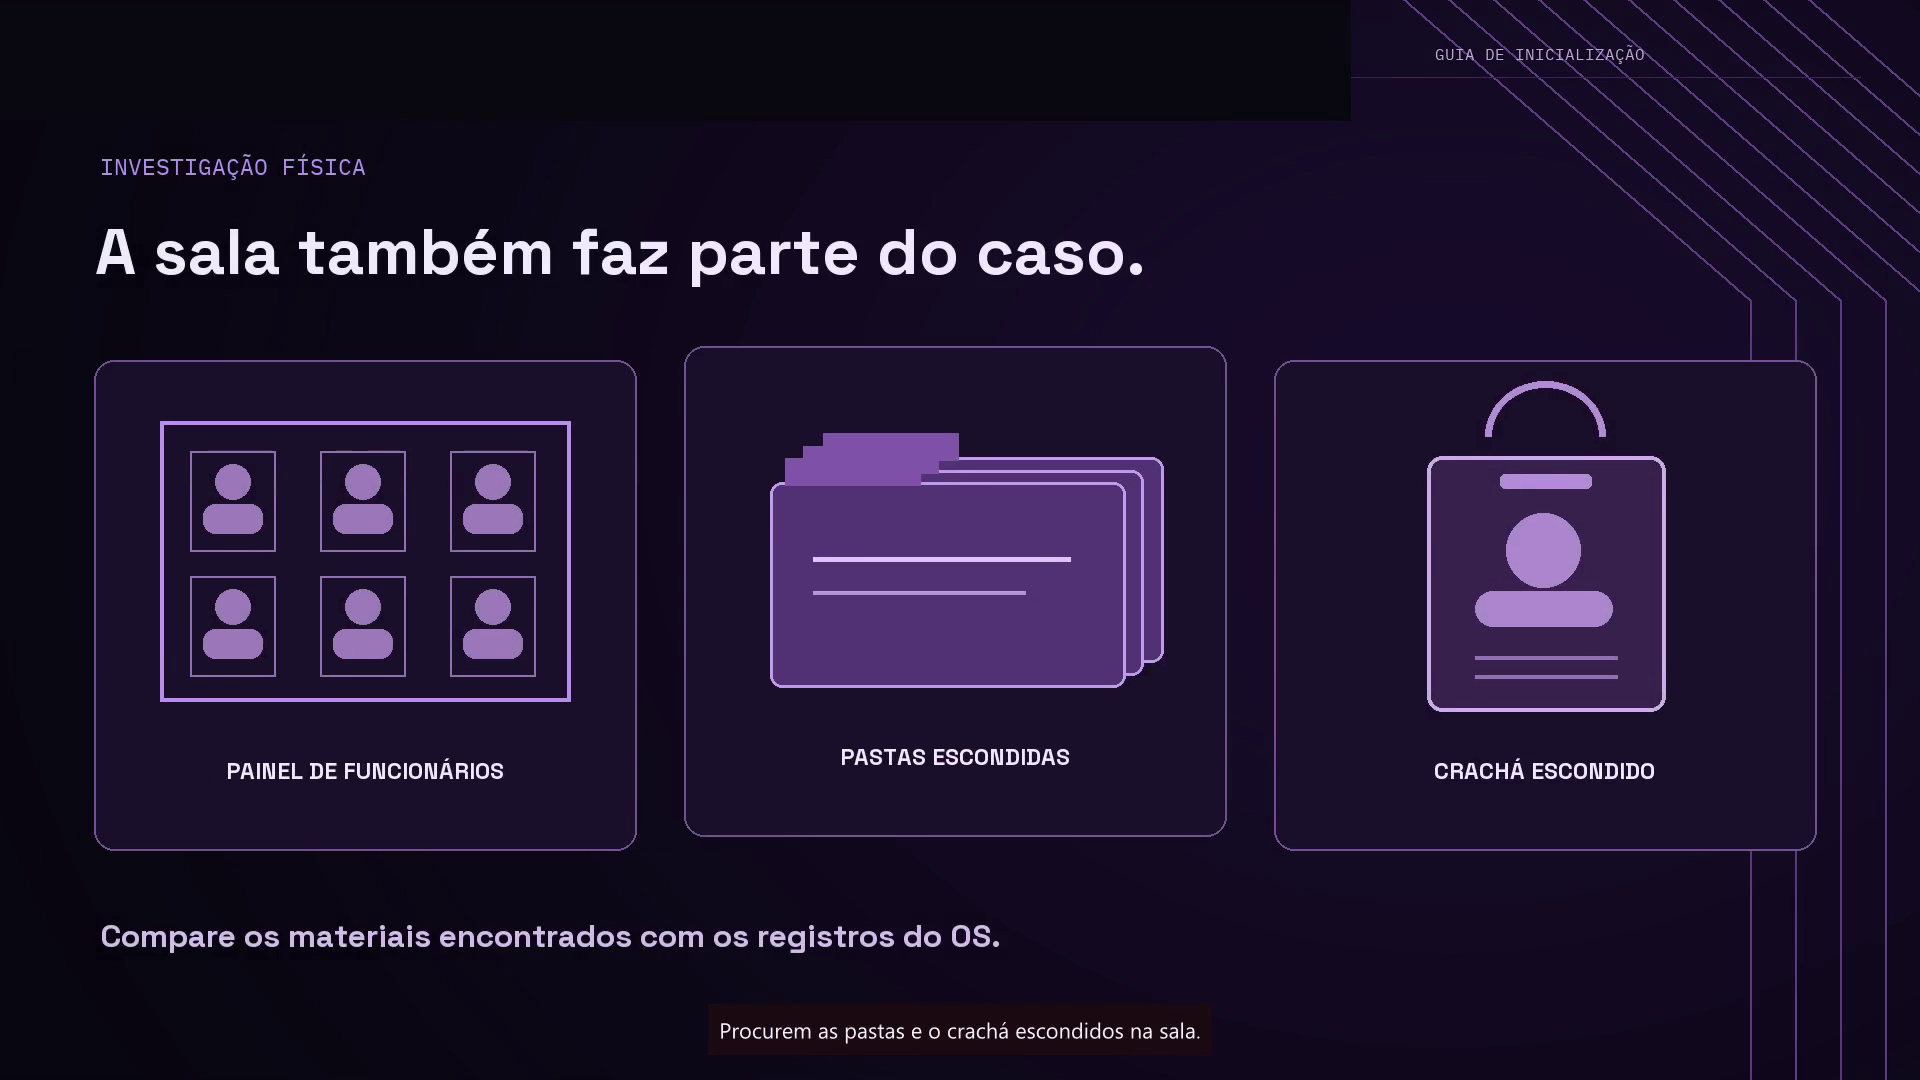 GUIA DE INICIALIZAÇÃO
INVESTIGAÇÃO FÍSICA
A sala também faz parte do caso.
PAINEL DE FUNCIONÁRIOS
PASTAS ESCONDIDAS
CRACHÁ ESCONDIDO
Compare os materiais encontrados com os registros do OS.
Procurem as pastas e o crachá escondidos na sala.